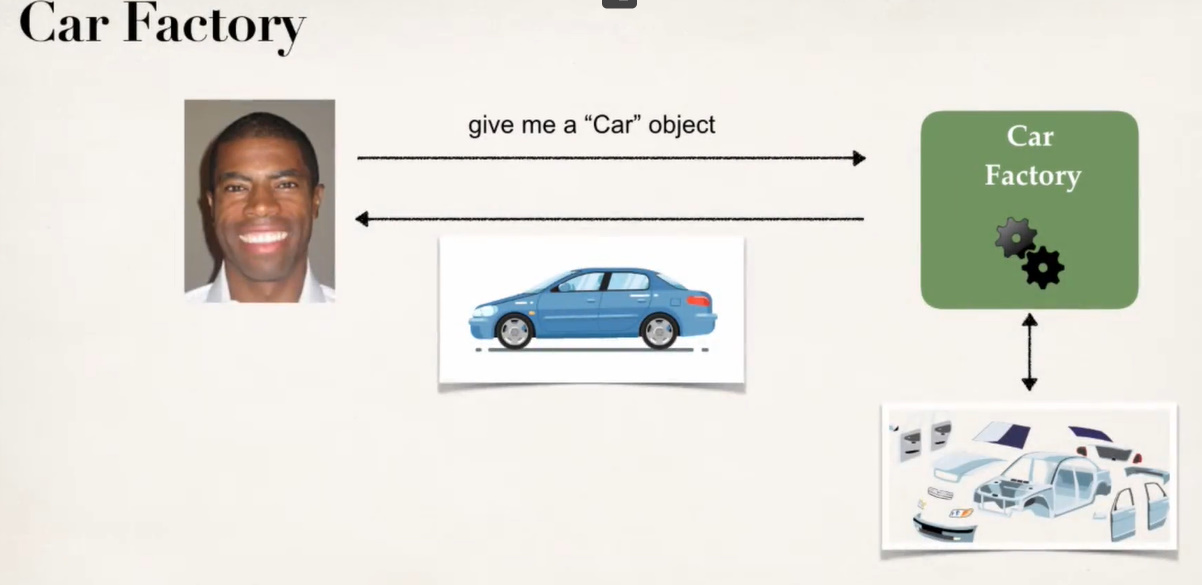 Car Factory
give me a “Car” object
Car
Factory